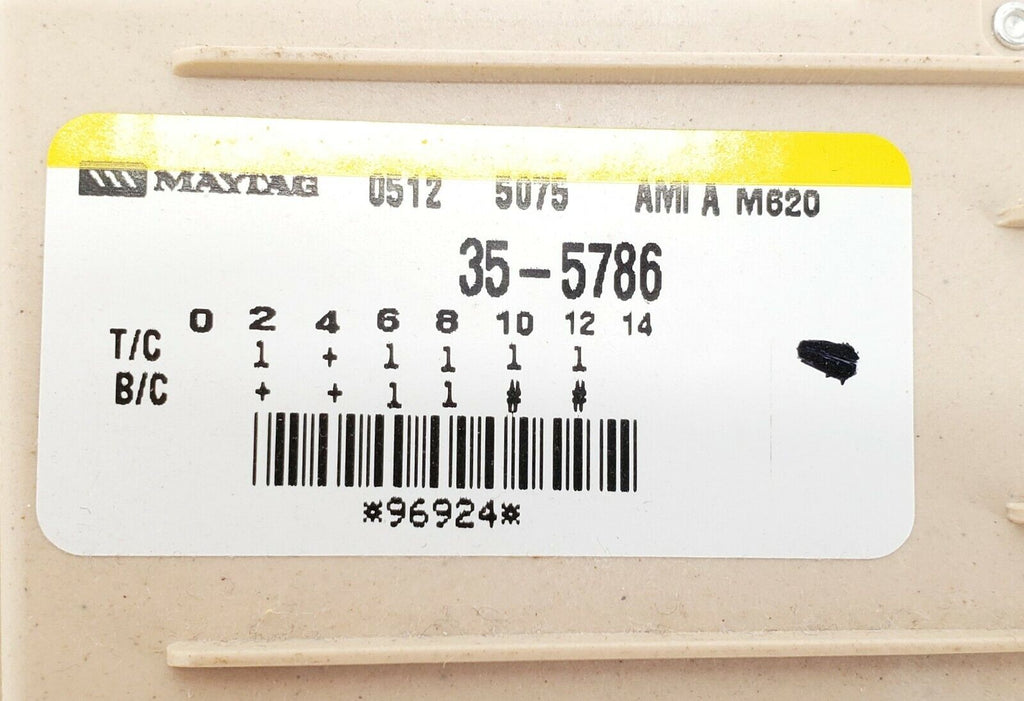 MAYTAG 0512 5075 AMI A M620
35-5786
0 2 4 6 8 10 12 14
T/C 1 + 1 1 1 1
B/C + + 1 1 # #
*96924*